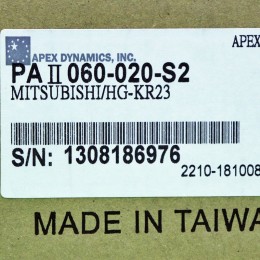 APEX DYNAMICS, INC.
APEX
PA II 060-020-S2
MITSUBISHI/HG-KR23
S/N: 1308186976
2210-181008
MADE IN TAIWA